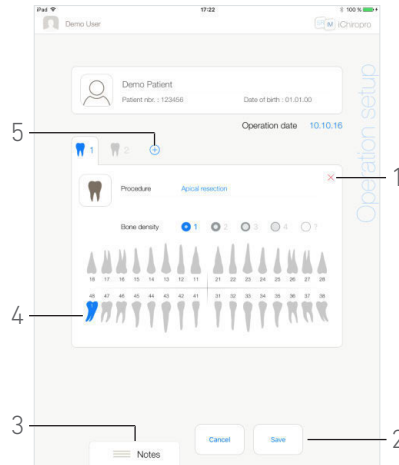 iPad 17:22 100 %
Demo User iChiropro
Operation setup
Demo Patient
Patient nbr. : 123456 Date of birth : 01.01.00
Operation date 10.10.16
5
1 2
1
Procedure Apical resection
Bone density 1 2 3 4 ?
18 17 16 15 14 13 12 11 21 22 23 24 25 26 27 28
48 47 46 45 44 43 42 41 31 32 33 34 35 36 37 38
4
3
Cancel Save
2
Notes